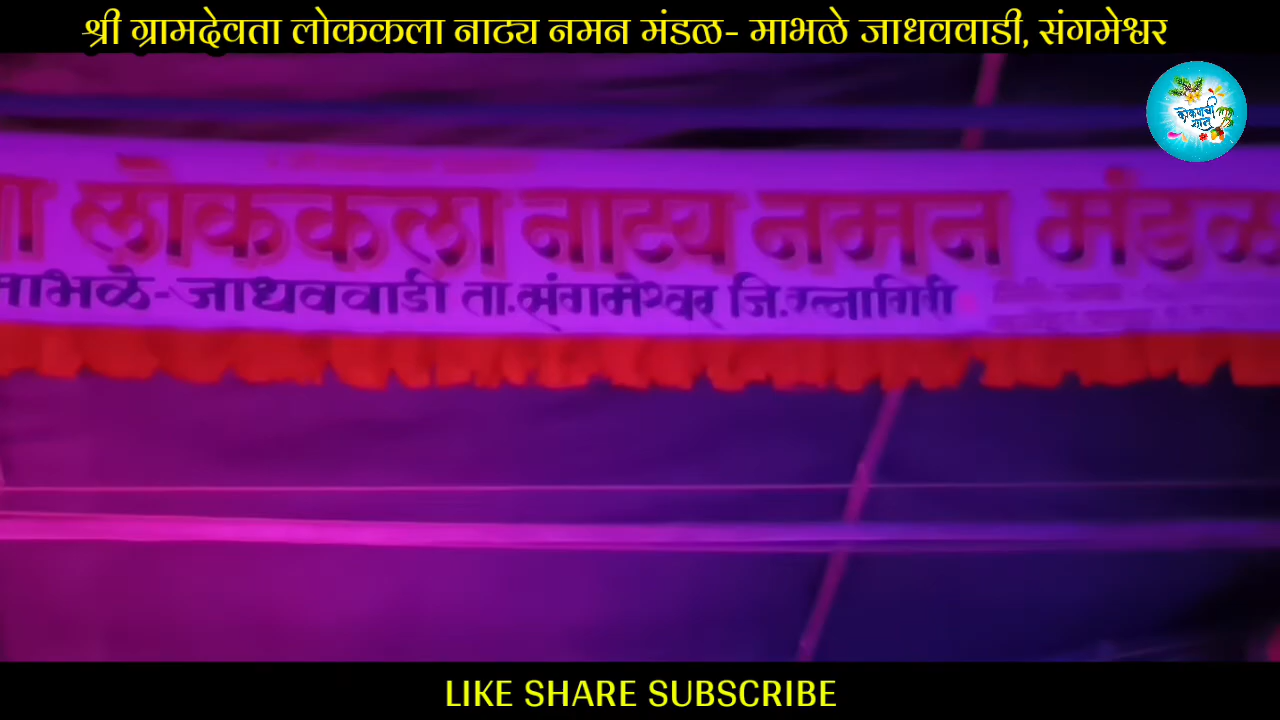 श्री ग्रामदेवता लोककला नाट्य नमन मंडळ- माभळे जाधववाडी, संगमेश्वर
कोकणची
लोककला नाट्य नमन मंडळ
माभळे-जाधववाडी ता.संगमेश्वर जि.रत्नागिरी
LIKE SHARE SUBSCRIBE